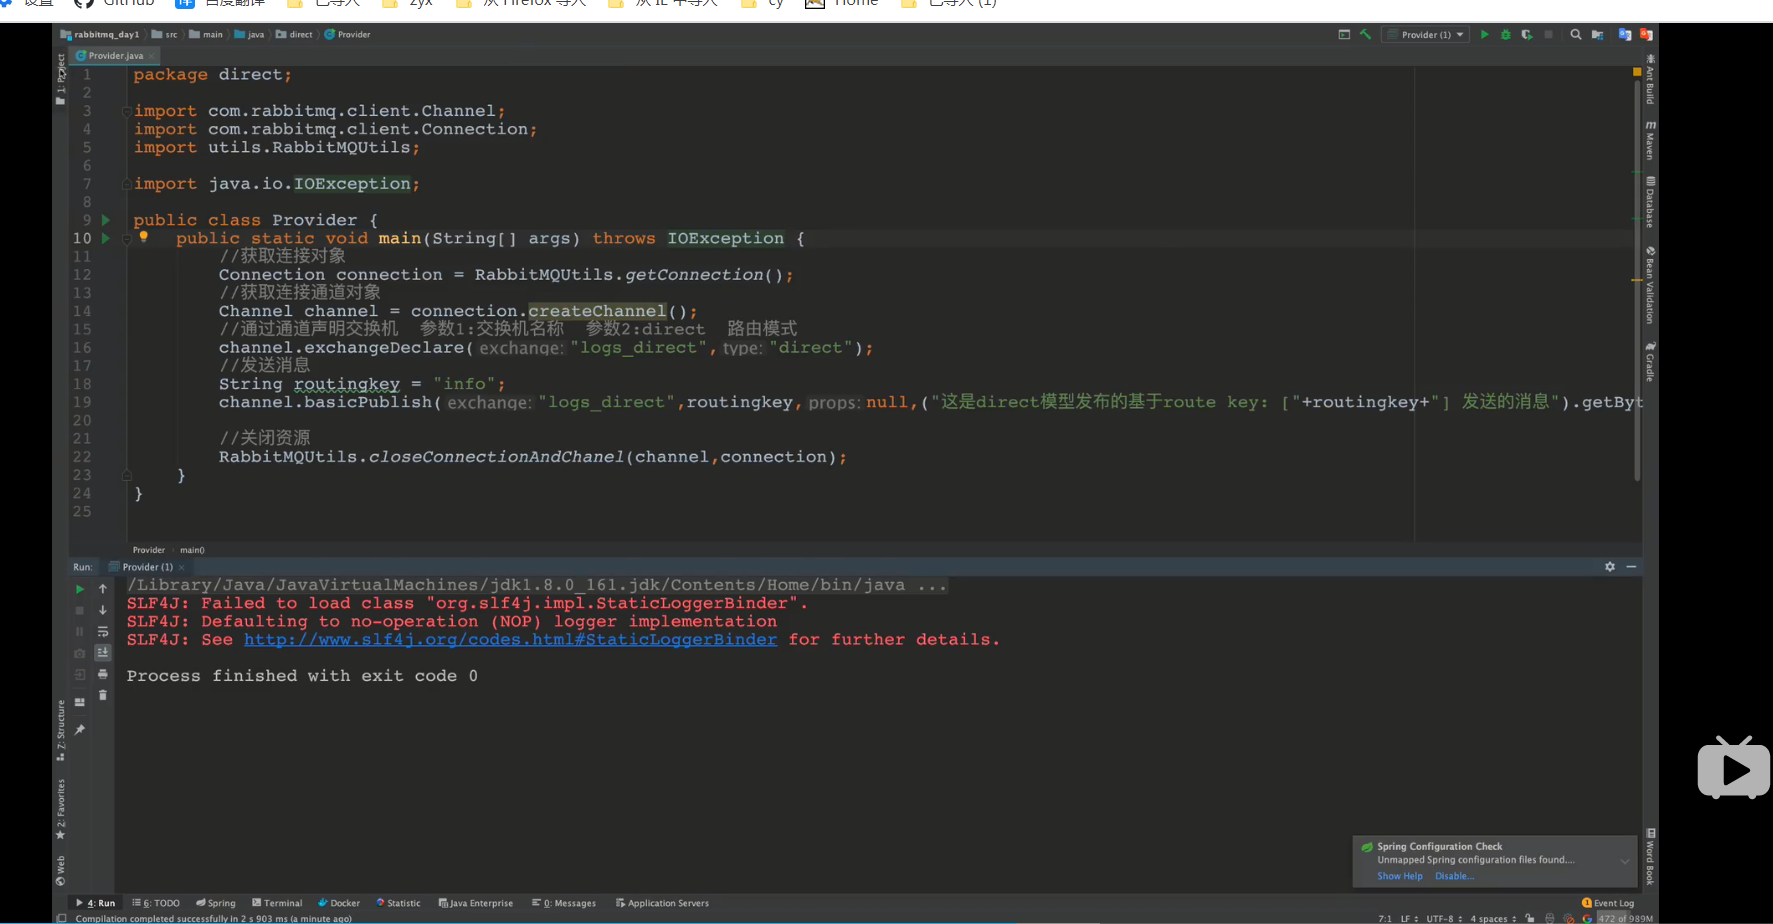 设置 GitHub 百度翻译 已导入 zyx 从 Firefox 导入 从 IE 中导入 cy Home 已导入 (1)
rabbitmq_day1 src main java direct Provider Provider (1)
Provider.java
1 package direct;
2
3 import com.rabbitmq.client.Channel;
4 import com.rabbitmq.client.Connection;
5 import utils.RabbitMQUtils;
6
7 import java.io.IOException;
8
9 public class Provider {
10 public static void main(String[] args) throws IOException {
11 //获取连接对象
12 Connection connection = RabbitMQUtils.getConnection();
13 //获取连接通道对象
14 Channel channel = connection.createChannel();
15 //通过通道声明交换机 参数1:交换机名称 参数2:direct 路由模式
16 channel.exchangeDeclare( exchange: "logs_direct", type: "direct");
17 //发送消息
18 String routingkey = "info";
19 channel.basicPublish( exchange: "logs_direct",routingkey, props: null,("这是direct模型发布的基于route key: ["+routingkey+"] 发送的消息").getByt
20
21 //关闭资源
22 RabbitMQUtils.closeConnectionAndChanel(channel,connection);
23 }
24 }
25
Provider main()
Run: Provider (1)
/Library/Java/JavaVirtualMachines/jdk1.8.0_161.jdk/Contents/Home/bin/java ...
SLF4J: Failed to load class "org.slf4j.impl.StaticLoggerBinder".
SLF4J: Defaulting to no-operation (NOP) logger implementation
SLF4J: See http://www.slf4j.org/codes.html#StaticLoggerBinder for further details.
Process finished with exit code 0
1: Project
Z: Structure
2: Favorites
Web
Ant Build
Maven
Database
Bean Validation
Gradle
Word Book
Spring Configuration Check
Unmapped Spring configuration files found....
Show Help Disable...
4: Run 6: TODO Spring Terminal Docker Statistic Java Enterprise 0: Messages Application Servers 1 Event Log
Compilation completed successfully in 2 s 903 ms (a minute ago) 7:1 LF UTF-8 4 spaces 472 of 989M